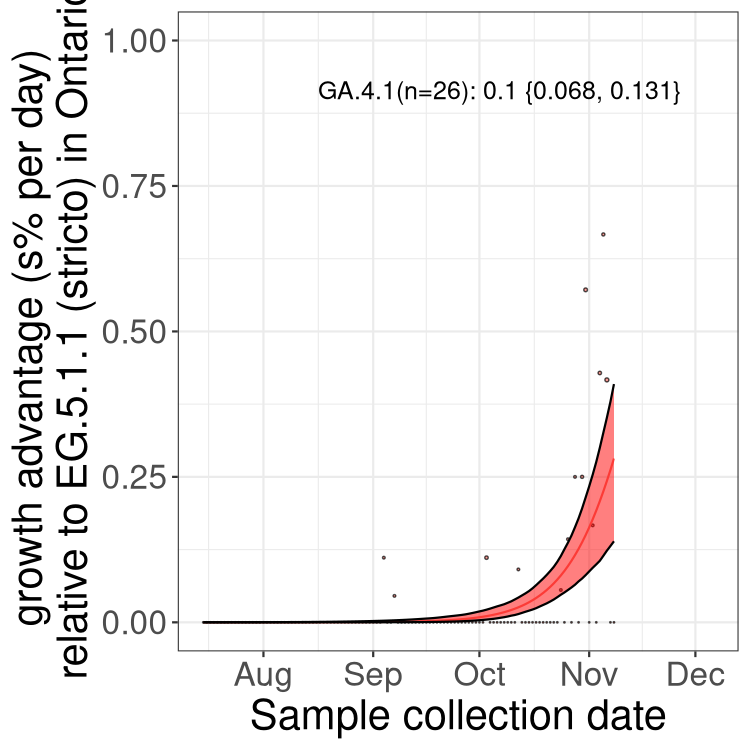 growth advantage (s% per day)
relative to EG.5.1.1 (stricto) in Ontario
1.00
0.75
0.50
0.25
0.00
GA.4.1(n=26): 0.1 {0.068, 0.131}
Aug Sep Oct Nov Dec
Sample collection date